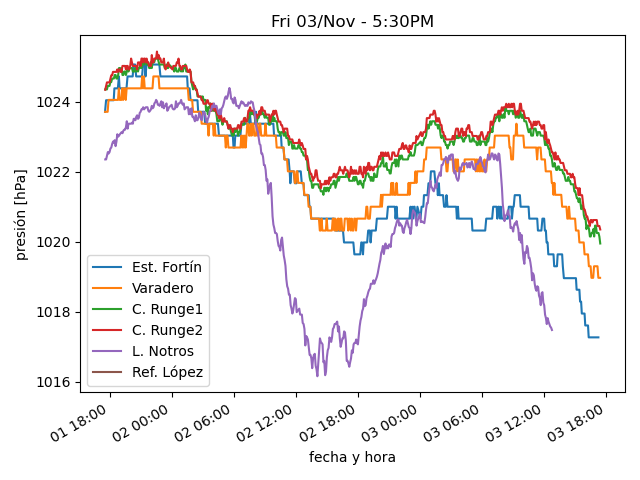 Fri 03/Nov - 5:30PM
presión [hPa]
1024
1022
1020
1018
1016
Est. Fortín
Varadero
C. Runge1
C. Runge2
L. Notros
Ref. López
01 18:00
02 00:00
02 06:00
02 12:00
02 18:00
03 00:00
03 06:00
03 12:00
03 18:00
fecha y hora